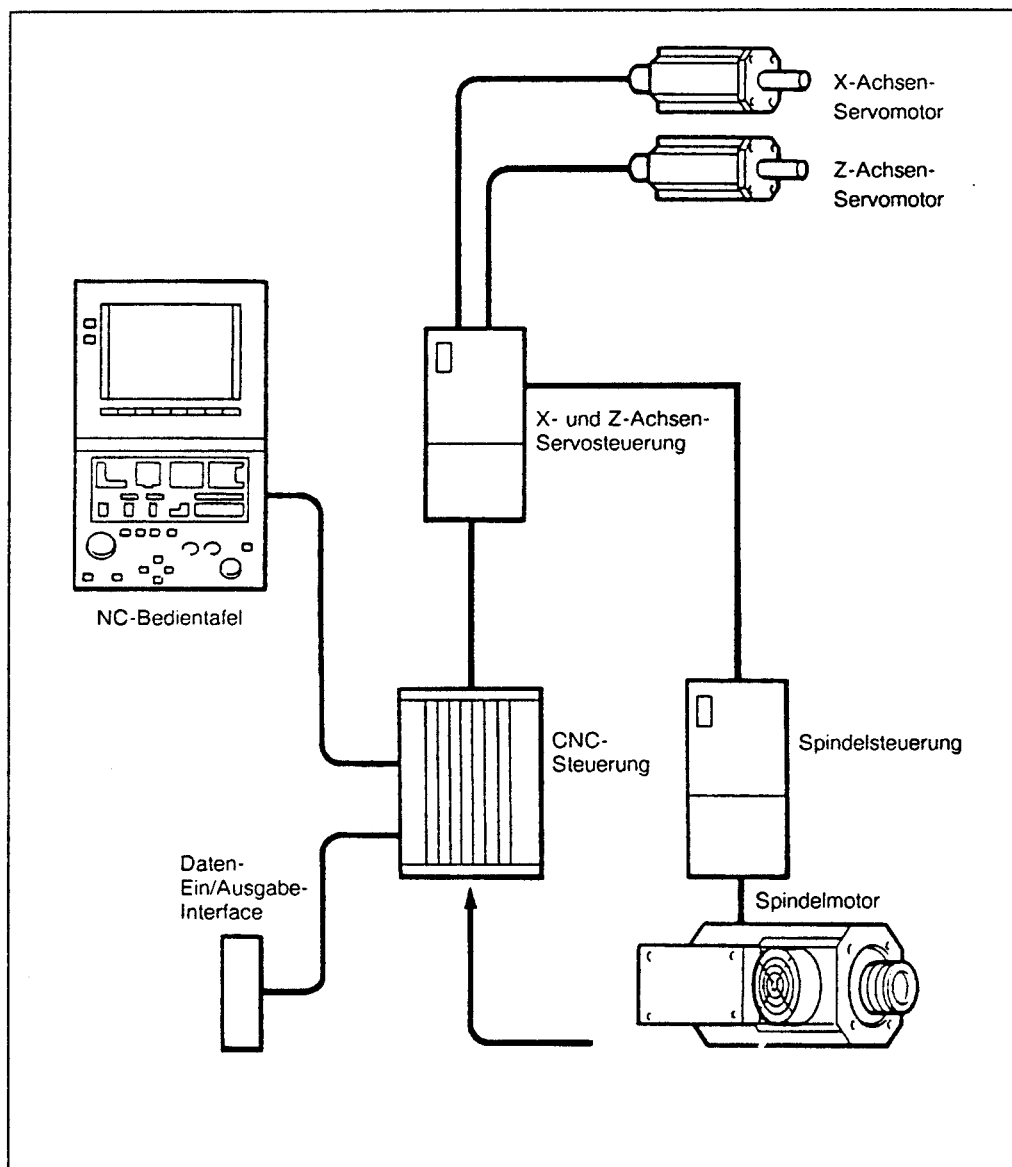 X-Achsen-
Servomotor
Z-Achsen-
Servomotor
X- und Z-Achsen-
Servosteuerung
NC-Bedientafel
CNC-
Steuerung
Spindelsteuerung
Daten-
Ein/Ausgabe-
Interface
Spindelmotor